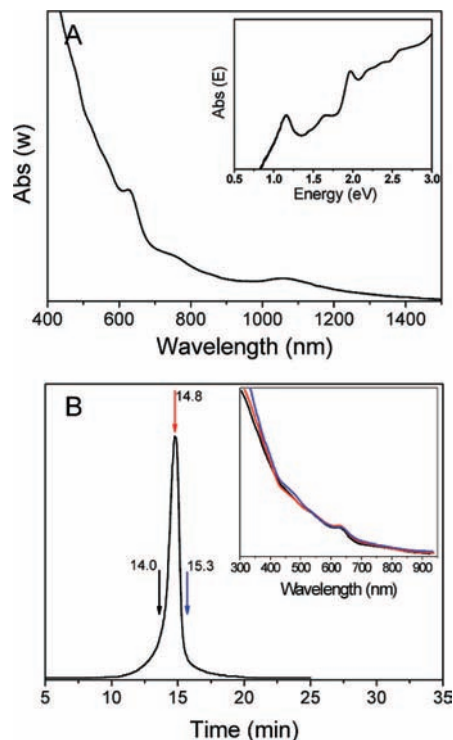 A
Abs (w)
400 600 800 1000 1200 1400
Wavelength (nm)
Abs (E)
0.5 1.0 1.5 2.0 2.5 3.0
Energy (eV)
B
14.8
14.0
15.3
300 400 500 600 700 800 900
Wavelength (nm)
5 10 15 20 25 30 35
Time (min)